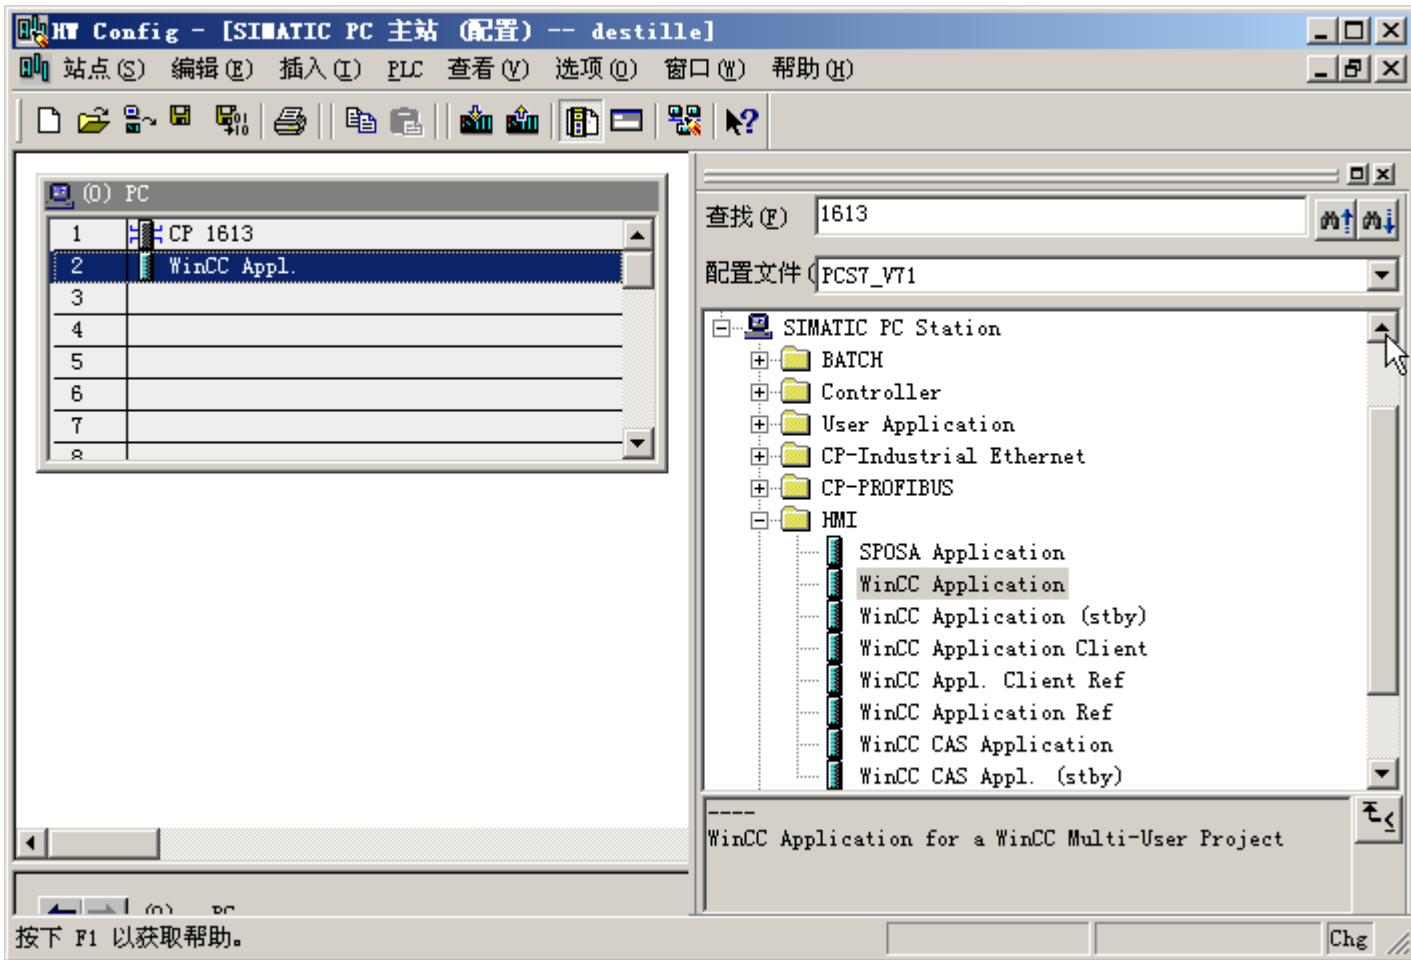 HW Config - [SIMATIC PC 主站 (配置) -- destille]
站点(S) 编辑(E) 插入(I) PLC 查看(V) 选项(O) 窗口(W) 帮助(H)
(0) PC
1 CP 1613
2 WinCC Appl.
3
4
5
6
7
8
查找(F) 1613
配置文件( PCS7_V71
SIMATIC PC Station
BATCH
Controller
User Application
CP-Industrial Ethernet
CP-PROFIBUS
HMI
SPOSA Application
WinCC Application
WinCC Application (stby)
WinCC Application Client
WinCC Appl. Client Ref
WinCC Application Ref
WinCC CAS Application
WinCC CAS Appl. (stby)
----
WinCC Application for a WinCC Multi-User Project
(0) PC
按下 F1 以获取帮助。
Chg